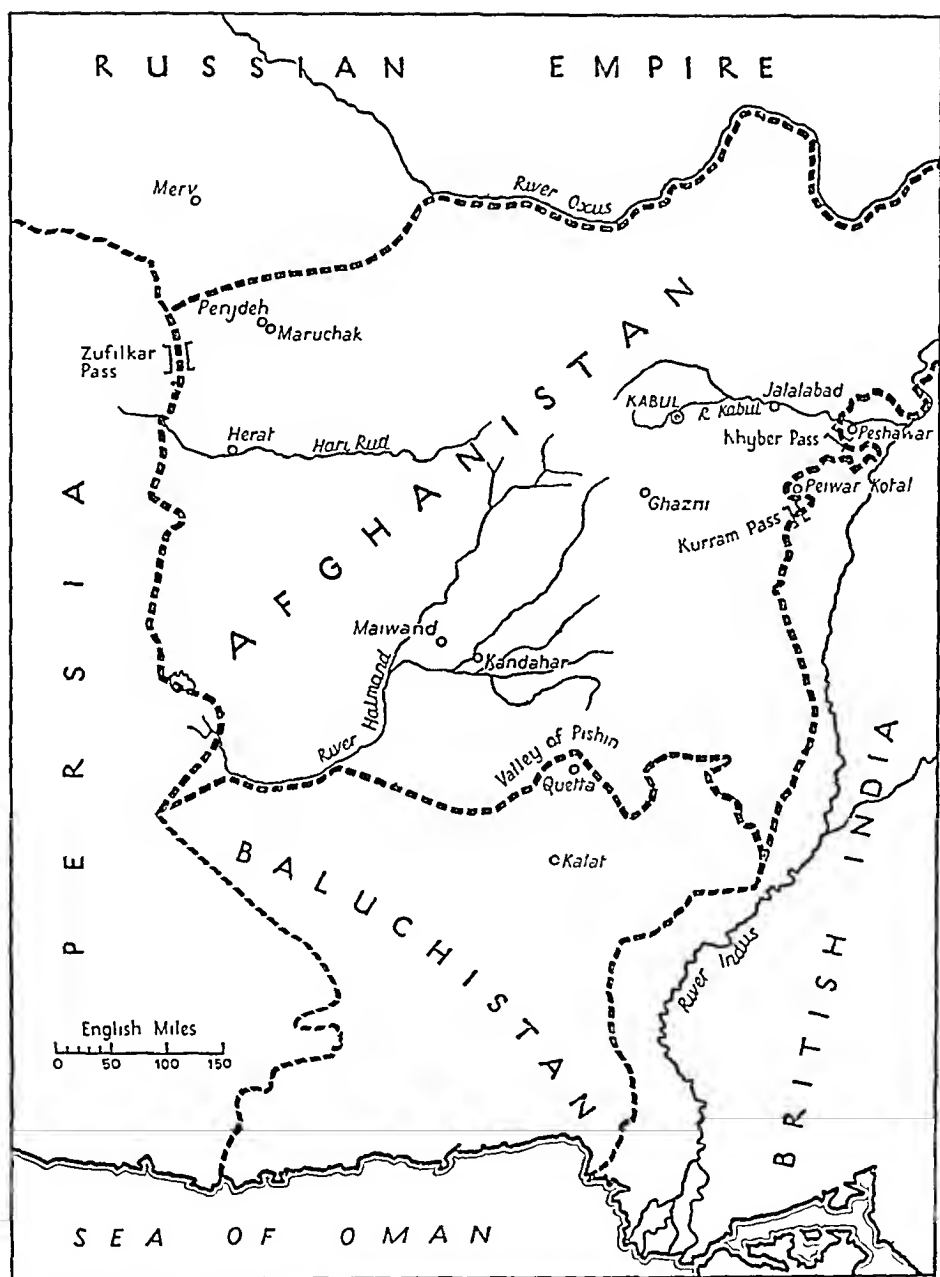 RUSSIAN EMPIRE
Merv
River Oxus
Penjdeh
Maruchak
Zufilkar
Pass
AFGHANISTAN
KABUL
R Kabul
Jalalabad
Khyber Pass
Peshawar
Herat
Hari Rud
Ghazni
Peiwar Kotal
Kurram Pass
PERSIA
Maiwand
Kandahar
River Halmand
Valley of Pishin
Quetta
Kalat
BALUCHISTAN
River Indus
BRITISH INDIA
English Miles
0 50 100 150
SEA OF OMAN